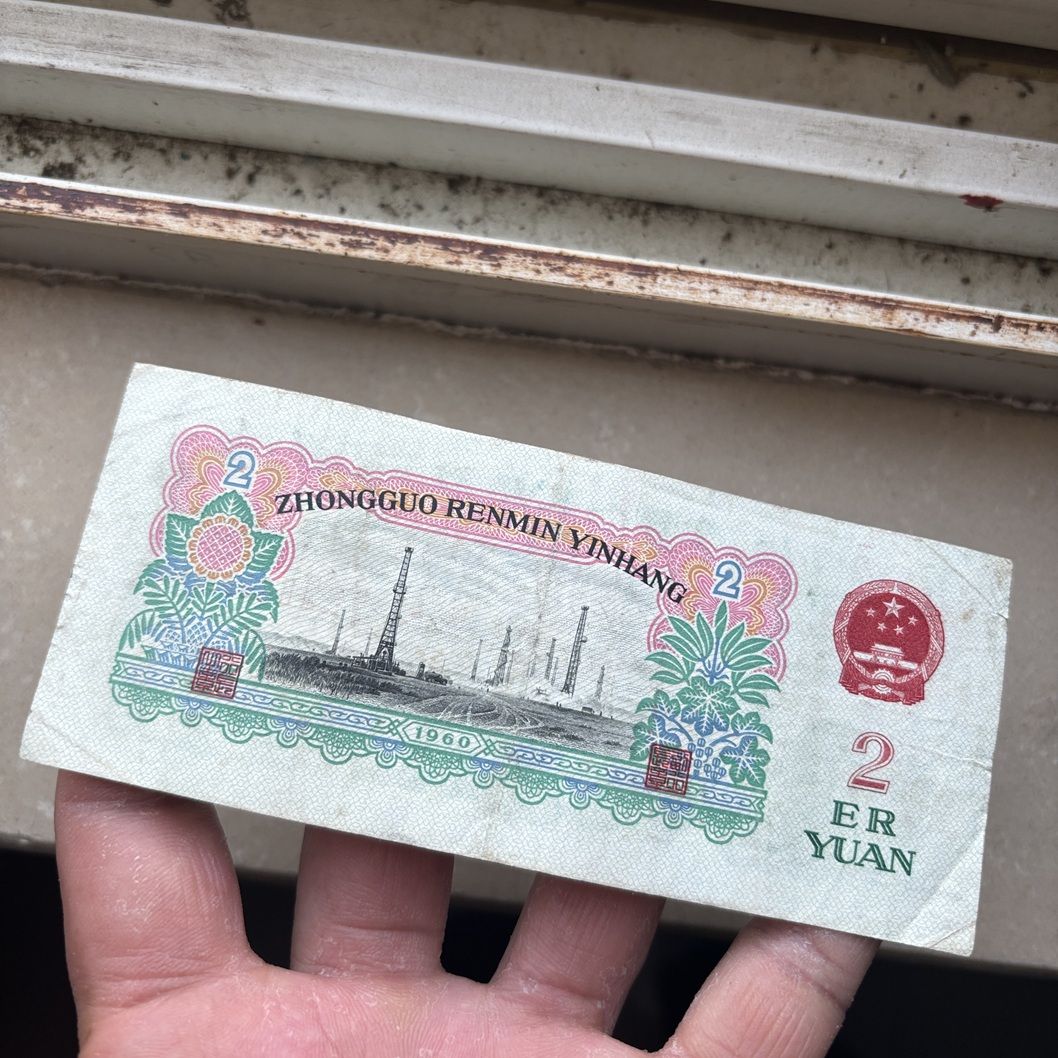 2
ZHONGGUO RENMIN YINHANG
2
1960
2
ER
YUAN